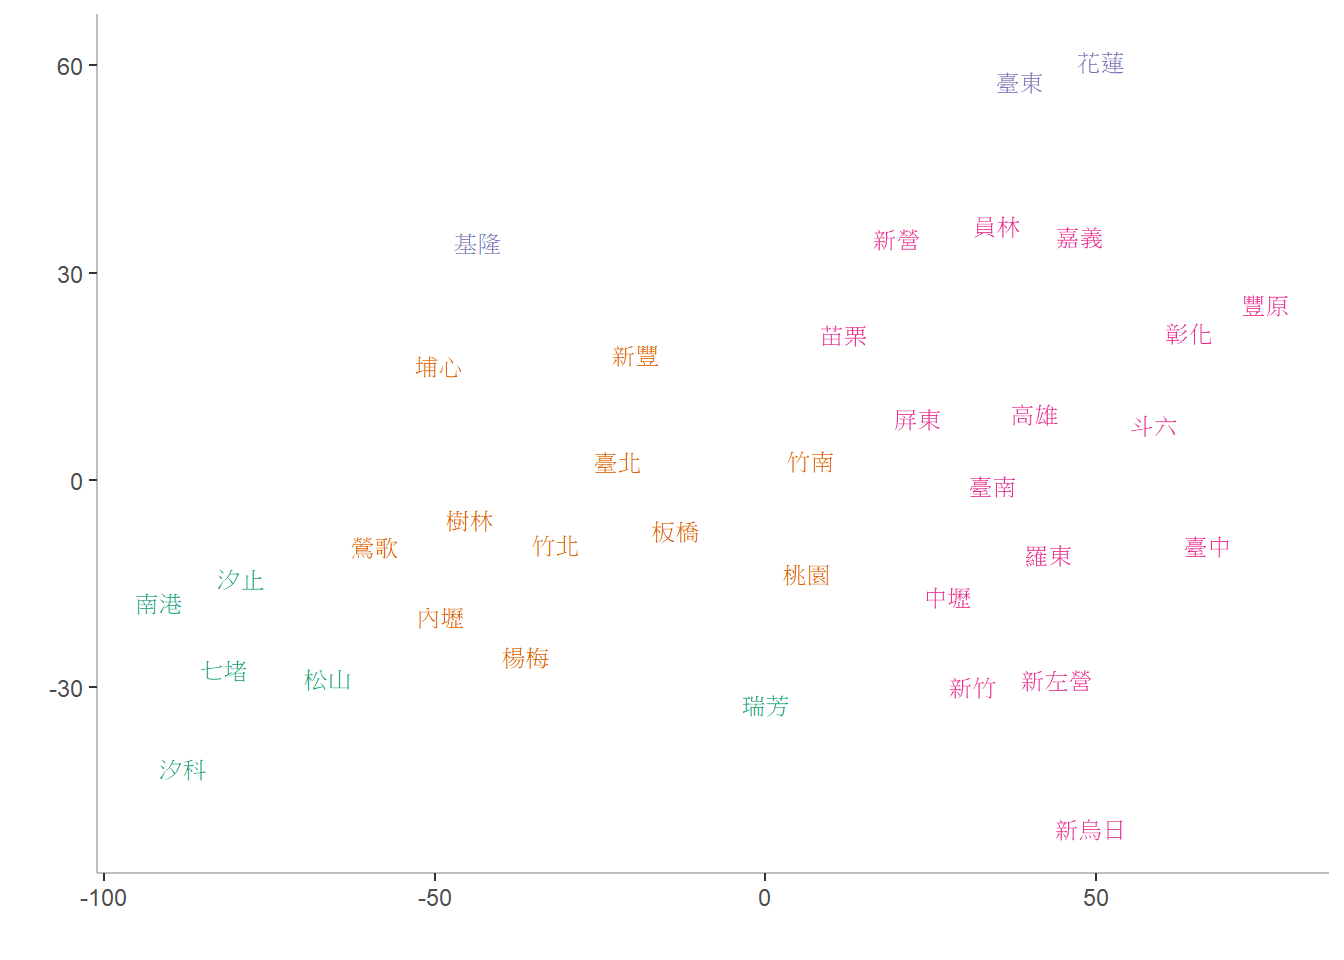 60
花蓮
臺東
員林
嘉義
新營
基隆
30
豐原
彰化
苗栗
新豐
埔心
高雄
屏東
斗六
臺北
竹南
0
臺南
樹林
板橋
竹北
鶯歌
臺中
羅東
桃園
汐止
中壢
南港
內壢
楊梅
七堵
松山
新左營
-30
新竹
瑞芳
汐科
新烏日
-100
-50
0
50